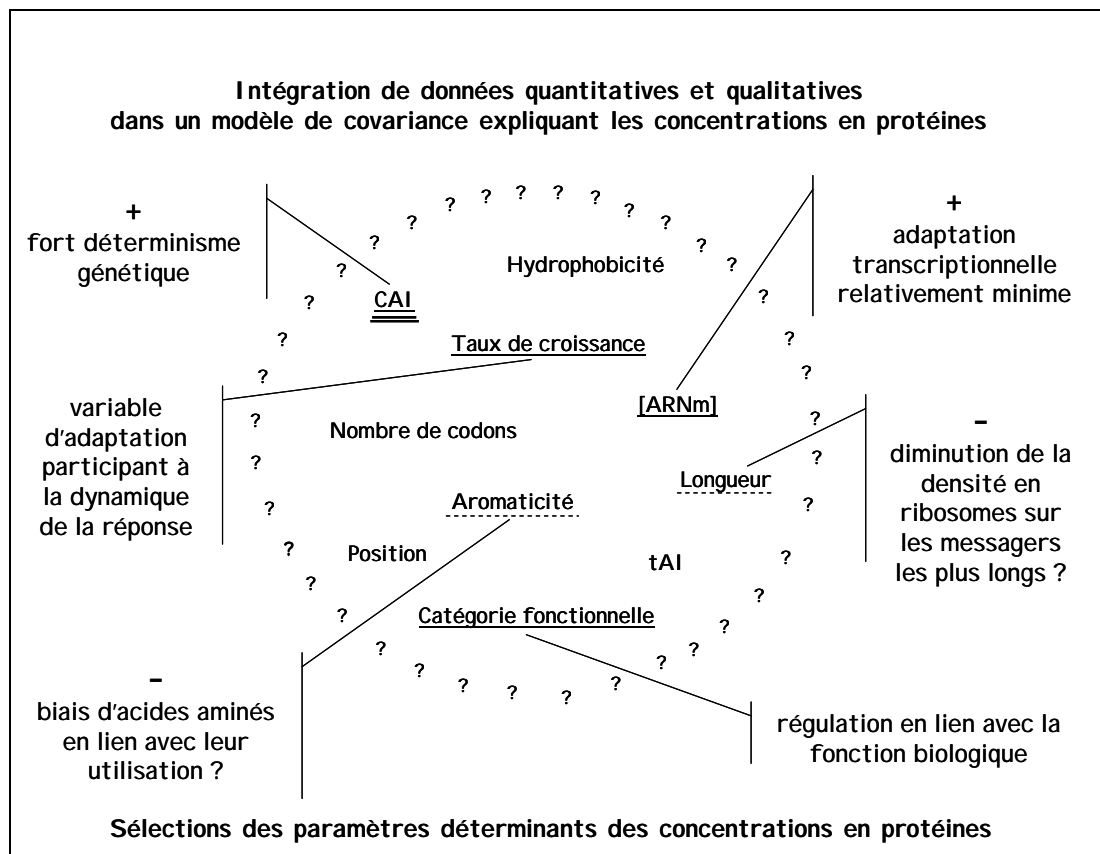 Intégration de données quantitatives et qualitatives
dans un modèle de covariance expliquant les concentrations en protéines
+
fort déterminisme
génétique
+
adaptation
transcriptionnelle
relativement minime
? ? ? ? ? ? ? ? ? ? ? ? ? ? ? ? ? ? ? ? ? ? ? ? ? ? ? ? ? ? ? ? ? ? ? ? ? ? ? ? ?
Hydrophobicité
CAI
Taux de croissance
[ARNm]
variable
d'adaptation
participant à
la dynamique
de la réponse
Nombre de codons
Longueur
–
diminution de la
densité en
ribosomes sur
les messagers
les plus longs ?
Aromaticité
Position
tAI
Catégorie fonctionnelle
–
biais d'acides aminés
en lien avec leur
utilisation ?
régulation en lien avec la
fonction biologique
Sélections des paramètres déterminants des concentrations en protéines